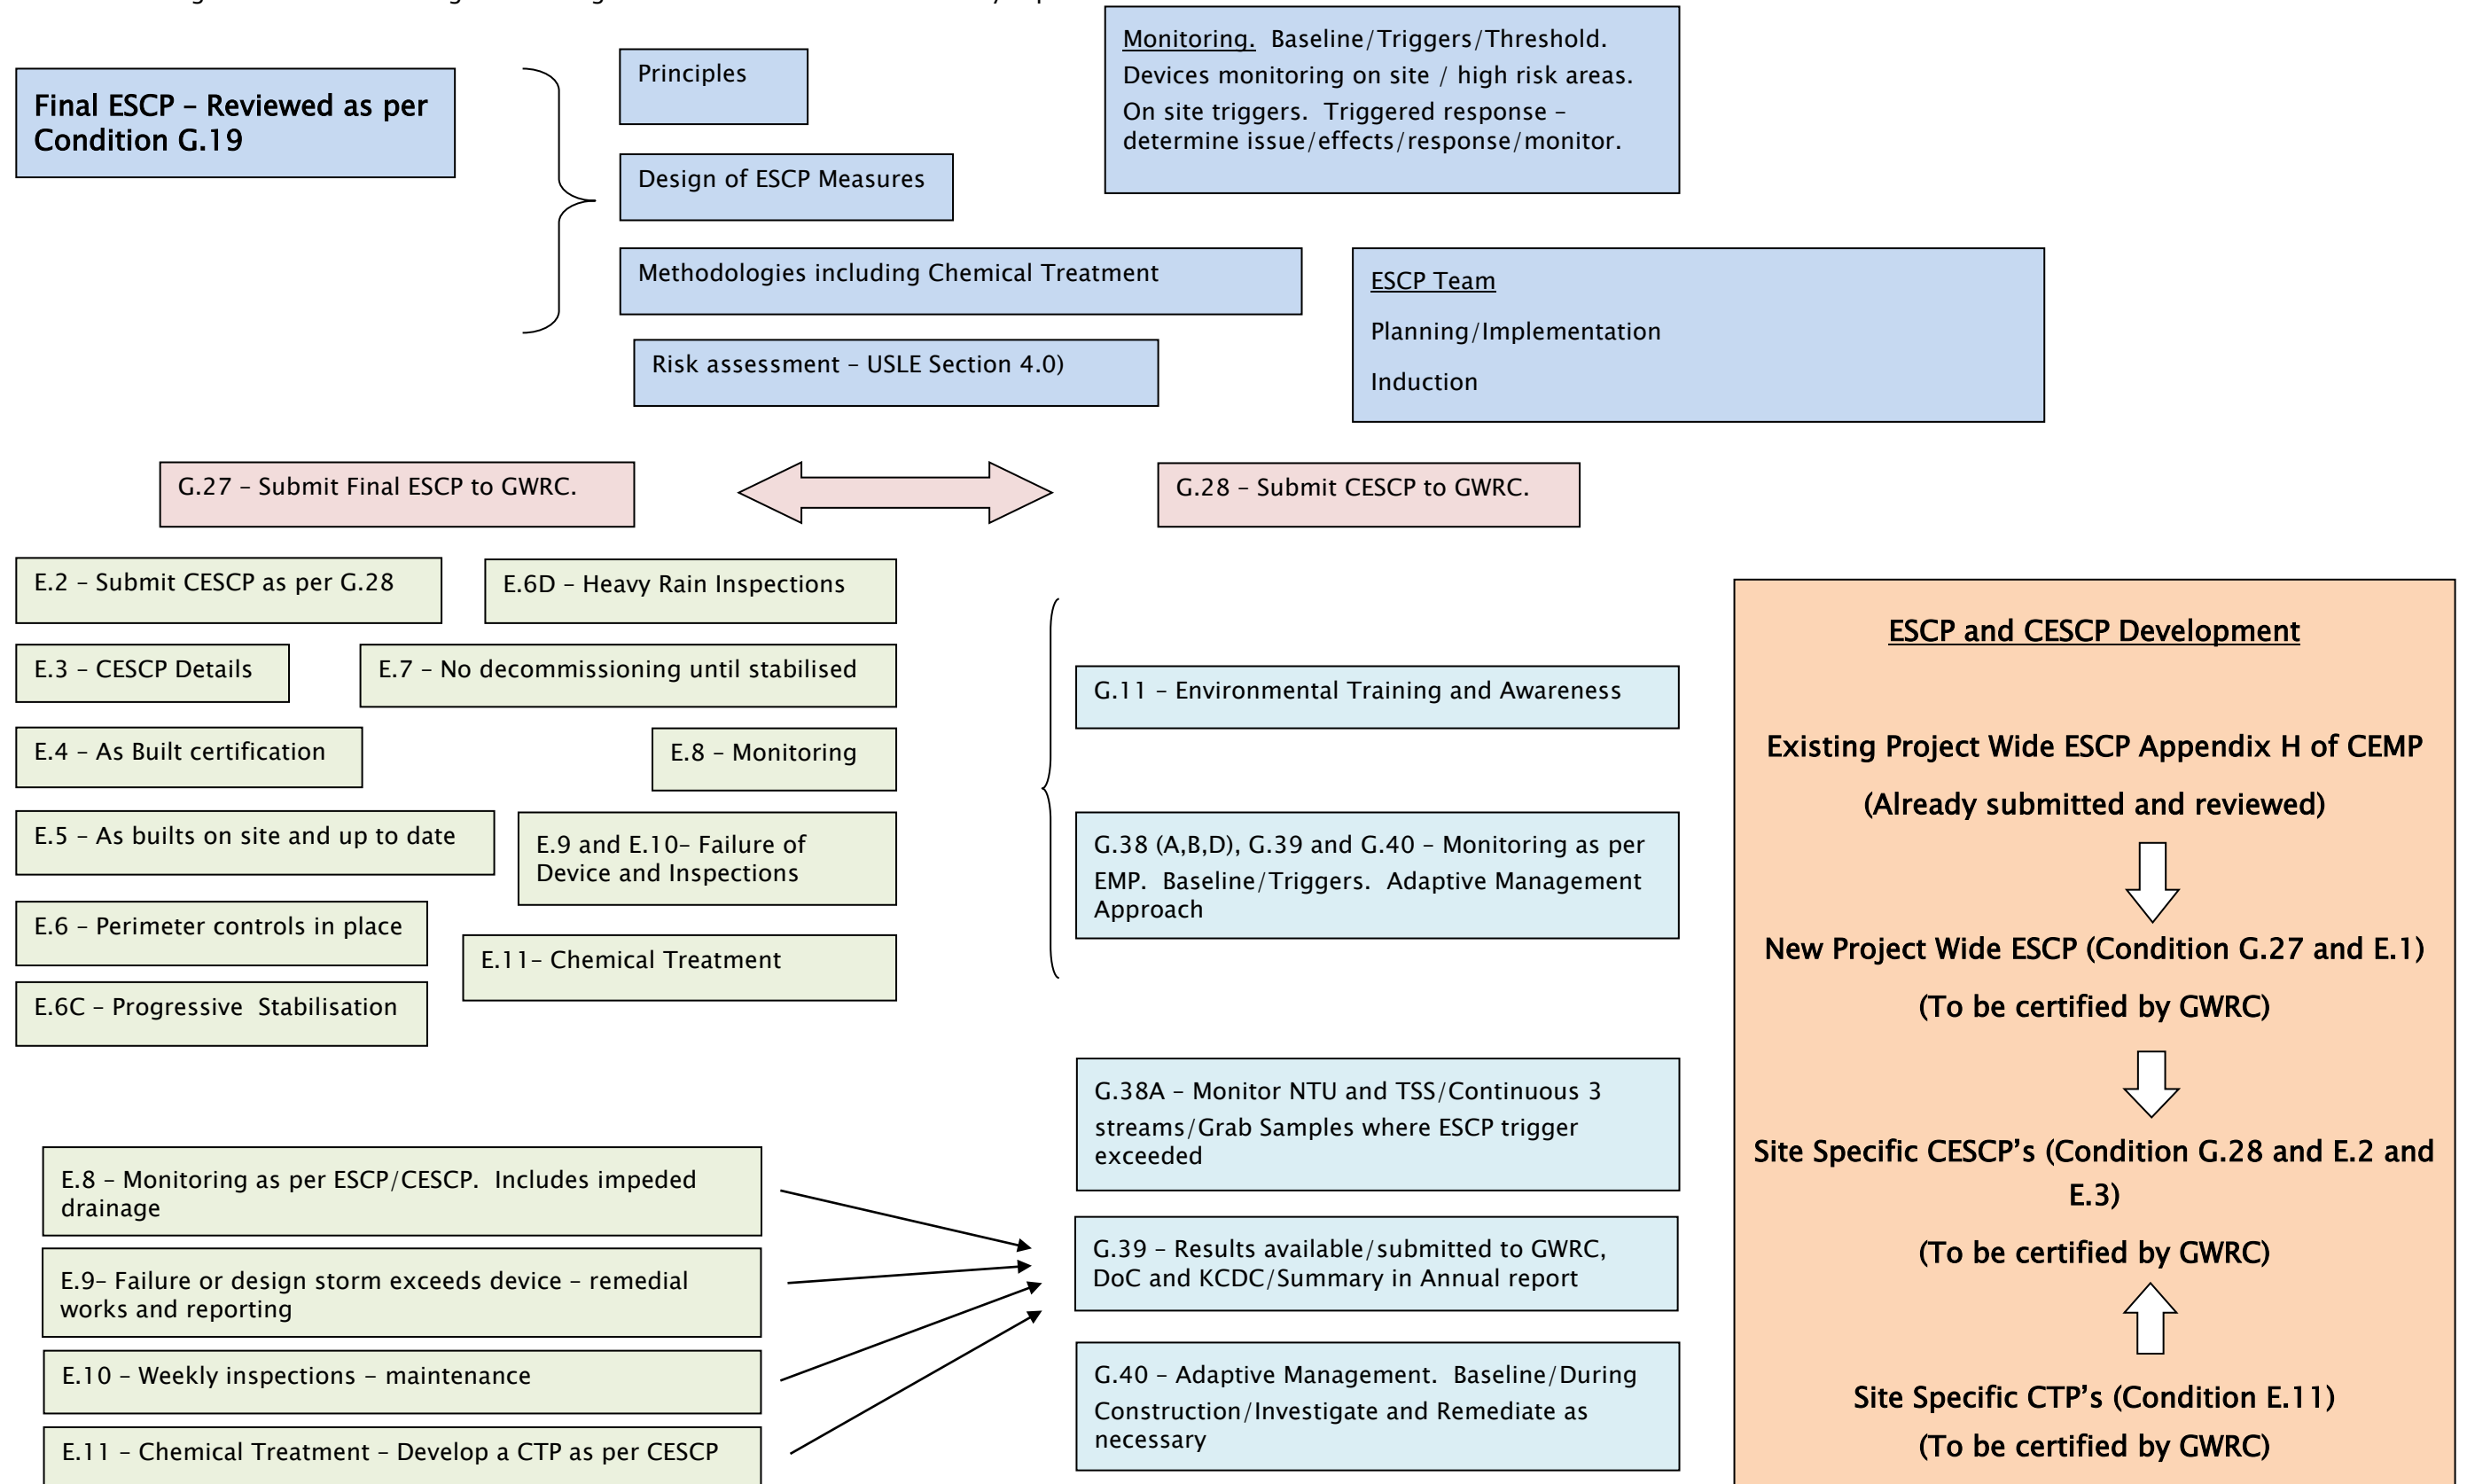 Final ESCP – Reviewed as per
Condition G.19
Principles
Design of ESCP Measures
Methodologies including Chemical Treatment
Risk assessment – USLE Section 4.0)
Monitoring.  Baseline/Triggers/Threshold.
Devices monitoring on site / high risk areas.
On site triggers.  Triggered response –
determine issue/effects/response/monitor.
ESCP Team
Planning/Implementation
Induction
G.27 – Submit Final ESCP to GWRC.
G.28 – Submit CESCP to GWRC.
E.2 – Submit CESCP as per G.28
E.6D – Heavy Rain Inspections
E.3 – CESCP Details
E.7 – No decommissioning until stabilised
E.4 – As Built certification
E.8 – Monitoring
E.5 – As builts on site and up to date
E.9 and E.10– Failure of
Device and Inspections
E.6 – Perimeter controls in place
E.11– Chemical Treatment
E.6C – Progressive  Stabilisation
G.11 – Environmental Training and Awareness
G.38 (A,B,D), G.39 and G.40 – Monitoring as per
EMP.  Baseline/Triggers.  Adaptive Management
Approach
E.8 – Monitoring as per ESCP/CESCP.  Includes impeded
drainage
E.9– Failure or design storm exceeds device – remedial
works and reporting
E.10 – Weekly inspections – maintenance
E.11 – Chemical Treatment – Develop a CTP as per CESCP
G.38A – Monitor NTU and TSS/Continuous 3
streams/Grab Samples where ESCP trigger
exceeded
G.39 – Results available/submitted to GWRC,
DoC and KCDC/Summary in Annual report
G.40 – Adaptive Management.  Baseline/During
Construction/Investigate and Remediate as
necessary
ESCP and CESCP Development
Existing Project Wide ESCP Appendix H of CEMP
(Already submitted and reviewed)
New Project Wide ESCP (Condition G.27 and E.1)
(To be certified by GWRC)
Site Specific CESCP’s (Condition G.28 and E.2 and
E.3)
(To be certified by GWRC)
Site Specific CTP’s (Condition E.11)
(To be certified by GWRC)